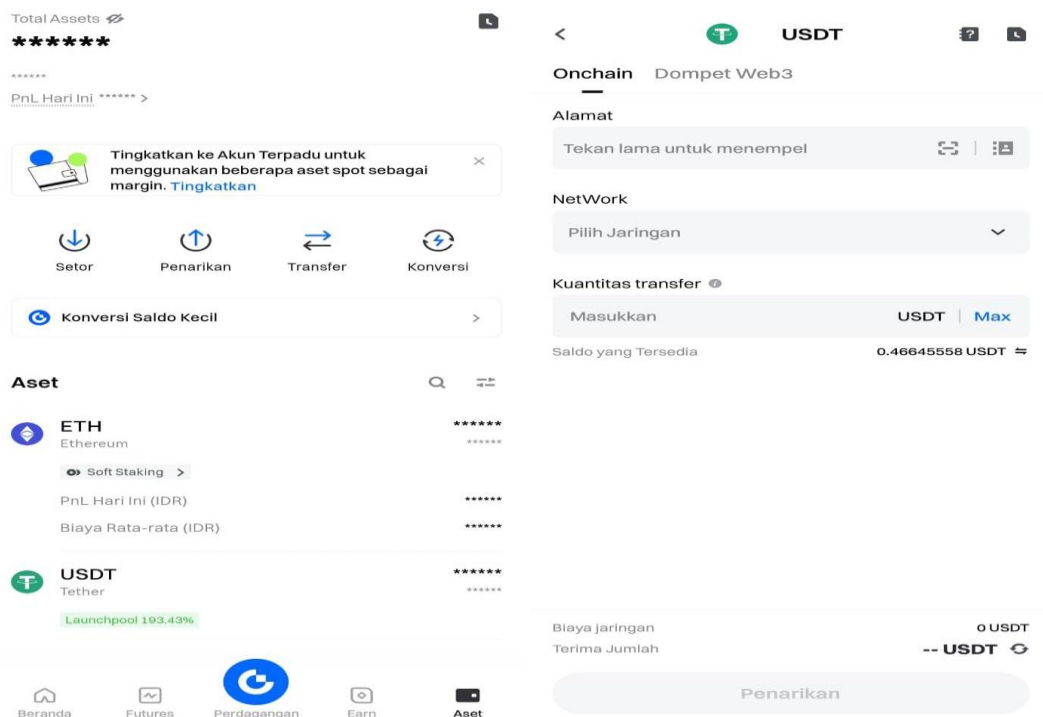 Total Assets
******
******
PnL Hari Ini ****** >
Tingkatkan ke Akun Terpadu untuk
menggunakan beberapa aset spot sebagai
margin. Tingkatkan
Setor
Penarikan
Transfer
Konversi
Konversi Saldo Kecil
Aset
ETH
******
Ethereum
******
Soft Staking >
PnL Hari Ini (IDR)
******
Biaya Rata-rata (IDR)
******
USDT
******
Tether
******
Launchpool 193.43%
Beranda
Futures
Perdagangan
Earn
Aset
USDT
Onchain
Dompet Web3
Alamat
Tekan lama untuk menempel
NetWork
Pilih Jaringan
Kuantitas transfer
Masukkan
USDT | Max
Saldo yang Tersedia
0.46645558 USDT
Biaya jaringan
0 USDT
Terima Jumlah
-- USDT
Penarikan